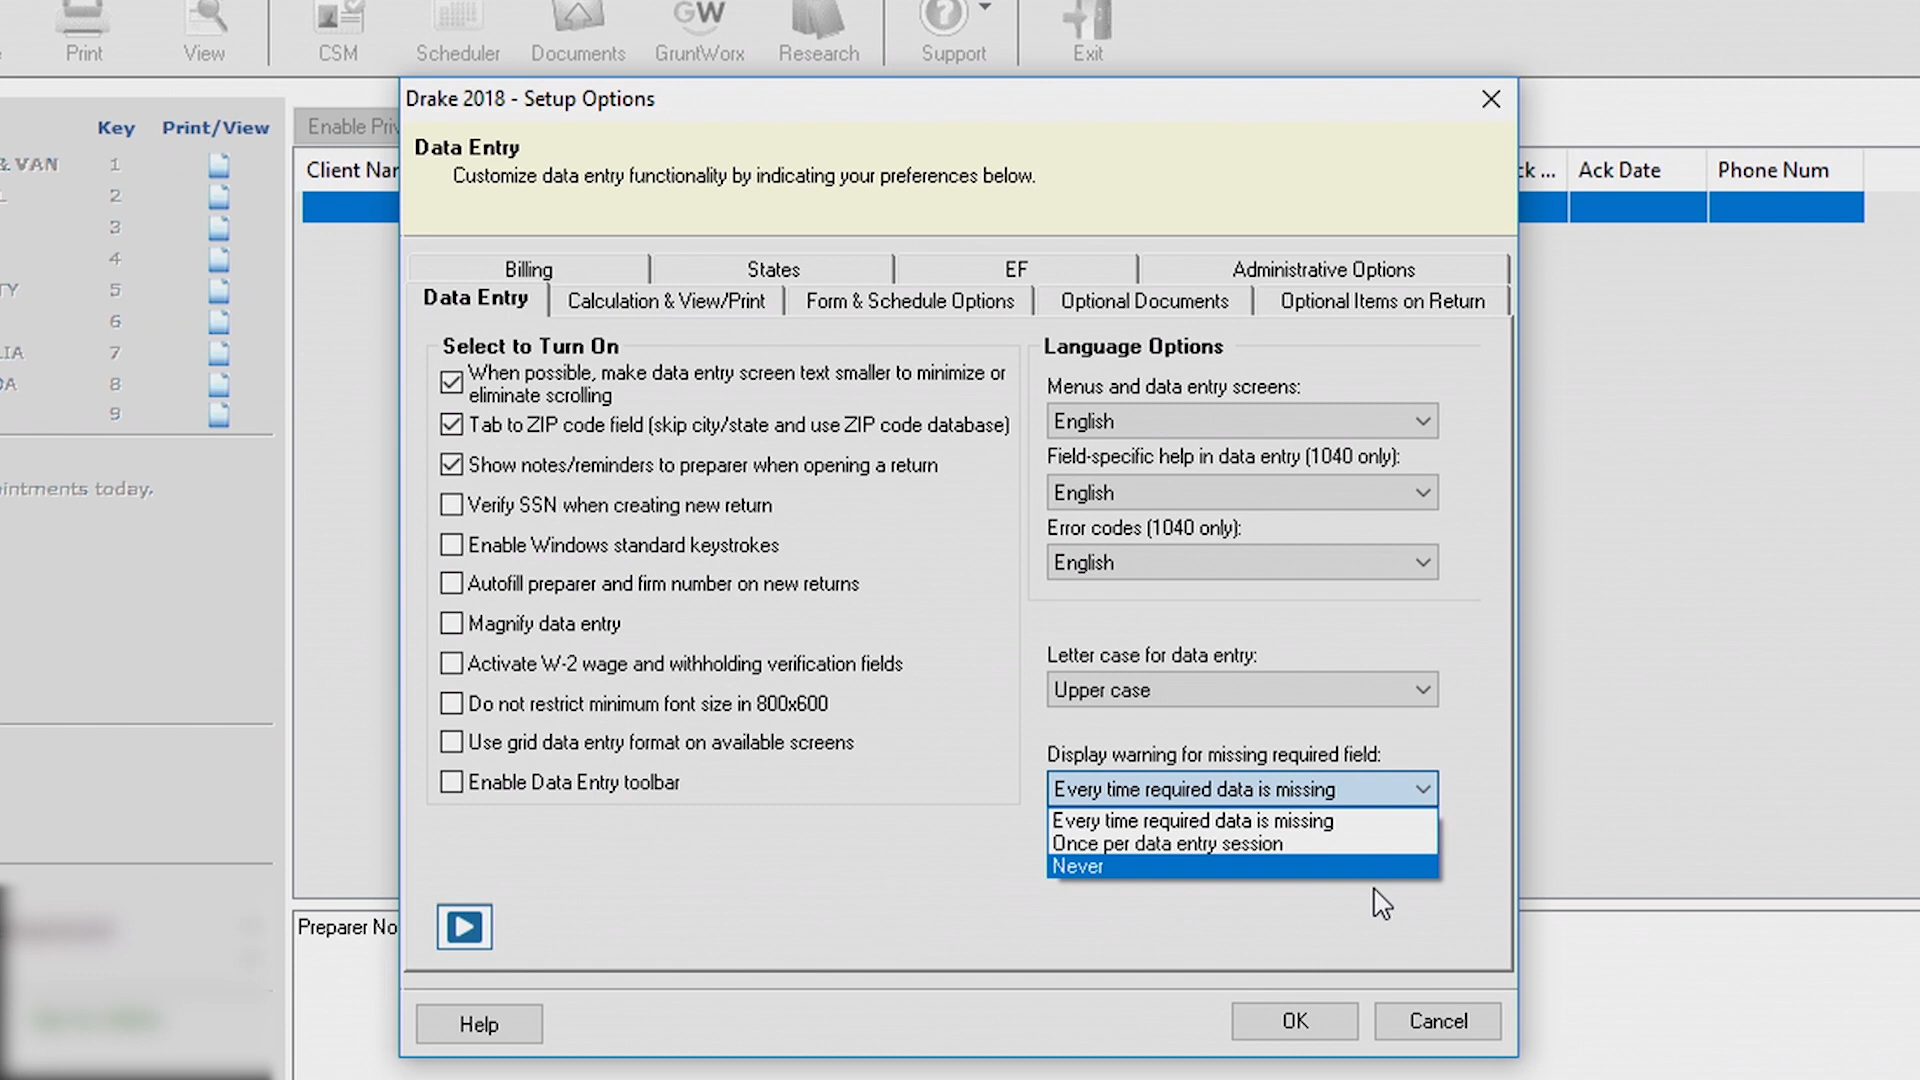 Print
View
CSM
Scheduler
Documents
GW
GruntWorx
Research
?
Support
Exit
Drake 2018 - Setup Options
Data Entry
Customize data entry functionality by indicating your preferences below.
Key
Print/View
& VAN
1
2
3
4
TY
5
6
LIA
7
DA
8
9
intments today.
Enable Priv
Client Nar
ck ...
Ack Date
Phone Num
Billing
States
EF
Administrative Options
Data Entry
Calculation & View/Print
Form & Schedule Options
Optional Documents
Optional Items on Return
Select to Turn On
When possible, make data entry screen text smaller to minimize or
eliminate scrolling
Tab to ZIP code field (skip city/state and use ZIP code database)
Show notes/reminders to preparer when opening a return
Verify SSN when creating new return
Enable Windows standard keystrokes
Autofill preparer and firm number on new returns
Magnify data entry
Activate W-2 wage and withholding verification fields
Do not restrict minimum font size in 800x600
Use grid data entry format on available screens
Enable Data Entry toolbar
Language Options
Menus and data entry screens:
English
Field-specific help in data entry (1040 only):
English
Error codes (1040 only):
English
Letter case for data entry:
Upper case
Display warning for missing required field:
Every time required data is missing
Every time required data is missing
Once per data entry session
Never
Preparer No
Help
OK
Cancel